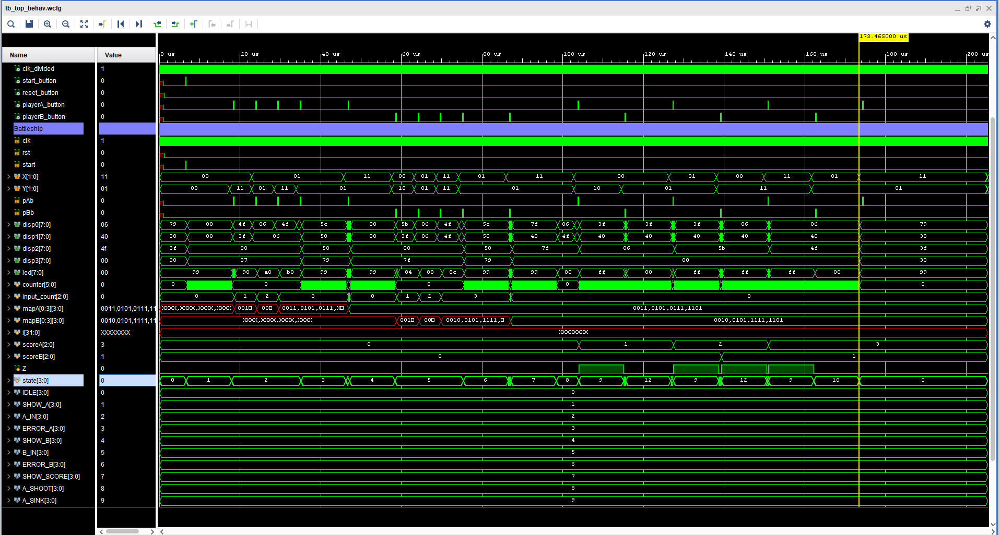 tb_top_behav.wcfg
173.465000 us
Name Value
0 us 20 us 40 us 60 us 80 us 100 us 120 us 140 us 160 us 180 us 200 us
clk_divided 1
start_button 0
reset_button 0
playerA_button 0
playerB_button 0
Battleship
clk 1
rst 0
start 0
X[1:0] 11 00 01 11 00 01 11 01 11 00 01 00 11 01 11
Y[1:0] 01 00 11 01 11 01 10 01 11 01 10 01 11 01
pAb 0
pBb 0
disp0[7:0] 06 79 00 4f 06 4f 5c 00 5b 06 4f 5c 7f 06 3f 3f 3f 06 06 79
disp1[7:0] 40 38 00 3f 06 50 00 3f 06 4f 50 40 4f 40 40 40 40 40 38
disp2[7:0] 4f 3f 00 50 00 50 7f 06 5b 4f 3f
disp3[7:0] 00 30 37 79 7f 79 00 30
led[7:0] 00 99 90 a0 b0 99 99 84 88 8c 99 99 80 ff 00 ff ff ff 00 99
counter[5:0] 0 0 0 0 0 0
input_count[2:0] 0 0 1 2 3 0 1 2 3 0
mapA[0:3][3:0] 0011,0101,0111,11 XXXX,XXXX,XXXX,XXXX 001 00 0011,0101,0111,X 0011,0101,0111,1101
mapB[0:3][3:0] 0010,0101,1111,11 XXXX,XXXX,XXXX,XXXX 001 00 0010,0101,1111, 0010,0101,1111,1101
i[31:0] XXXXXXXX XXXXXXXX
scoreA[2:0] 3 0 1 2 3
scoreB[2:0] 1 0 1
Z 0
state[3:0] 0 0 1 2 3 4 5 6 7 8 9 12 9 12 9 10 0
IDLE[3:0] 0 0
SHOW_A[3:0] 1 1
A_IN[3:0] 2 2
ERROR_A[3:0] 3 3
SHOW_B[3:0] 4 4
B_IN[3:0] 5 5
ERROR_B[3:0] 6 6
SHOW_SCORE[3:0] 7 7
A_SHOOT[3:0] 8 8
A_SINK[3:0] 9 9